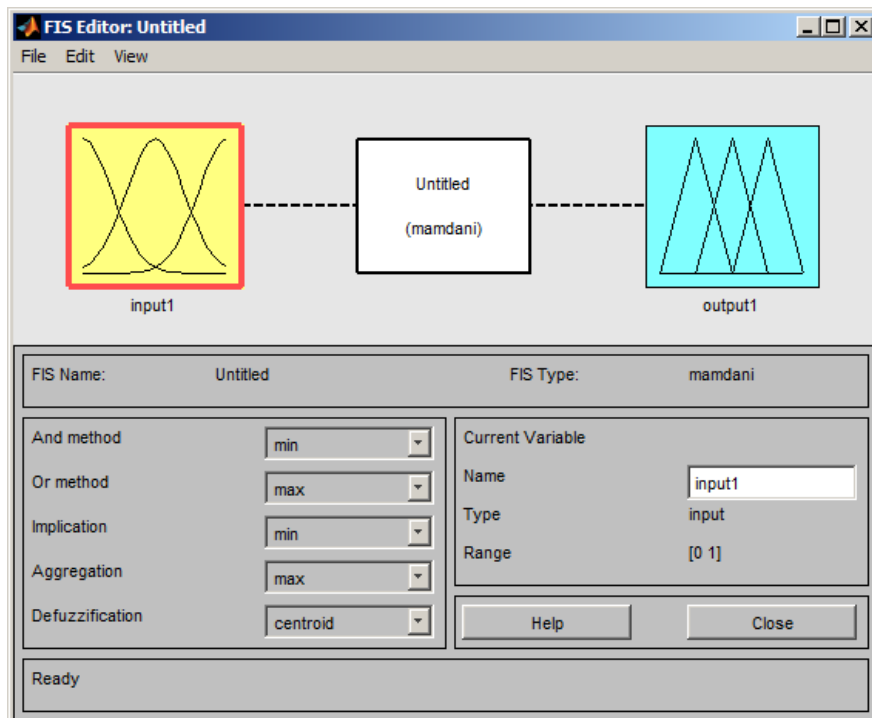 FIS Editor: Untitled
File Edit View
Untitled
(mamdani)
input1
output1
FIS Name: Untitled FIS Type: mamdani
And method min
Or method max
Implication min
Aggregation max
Defuzzification centroid
Current Variable
Name input1
Type input
Range [0 1]
Help Close
Ready